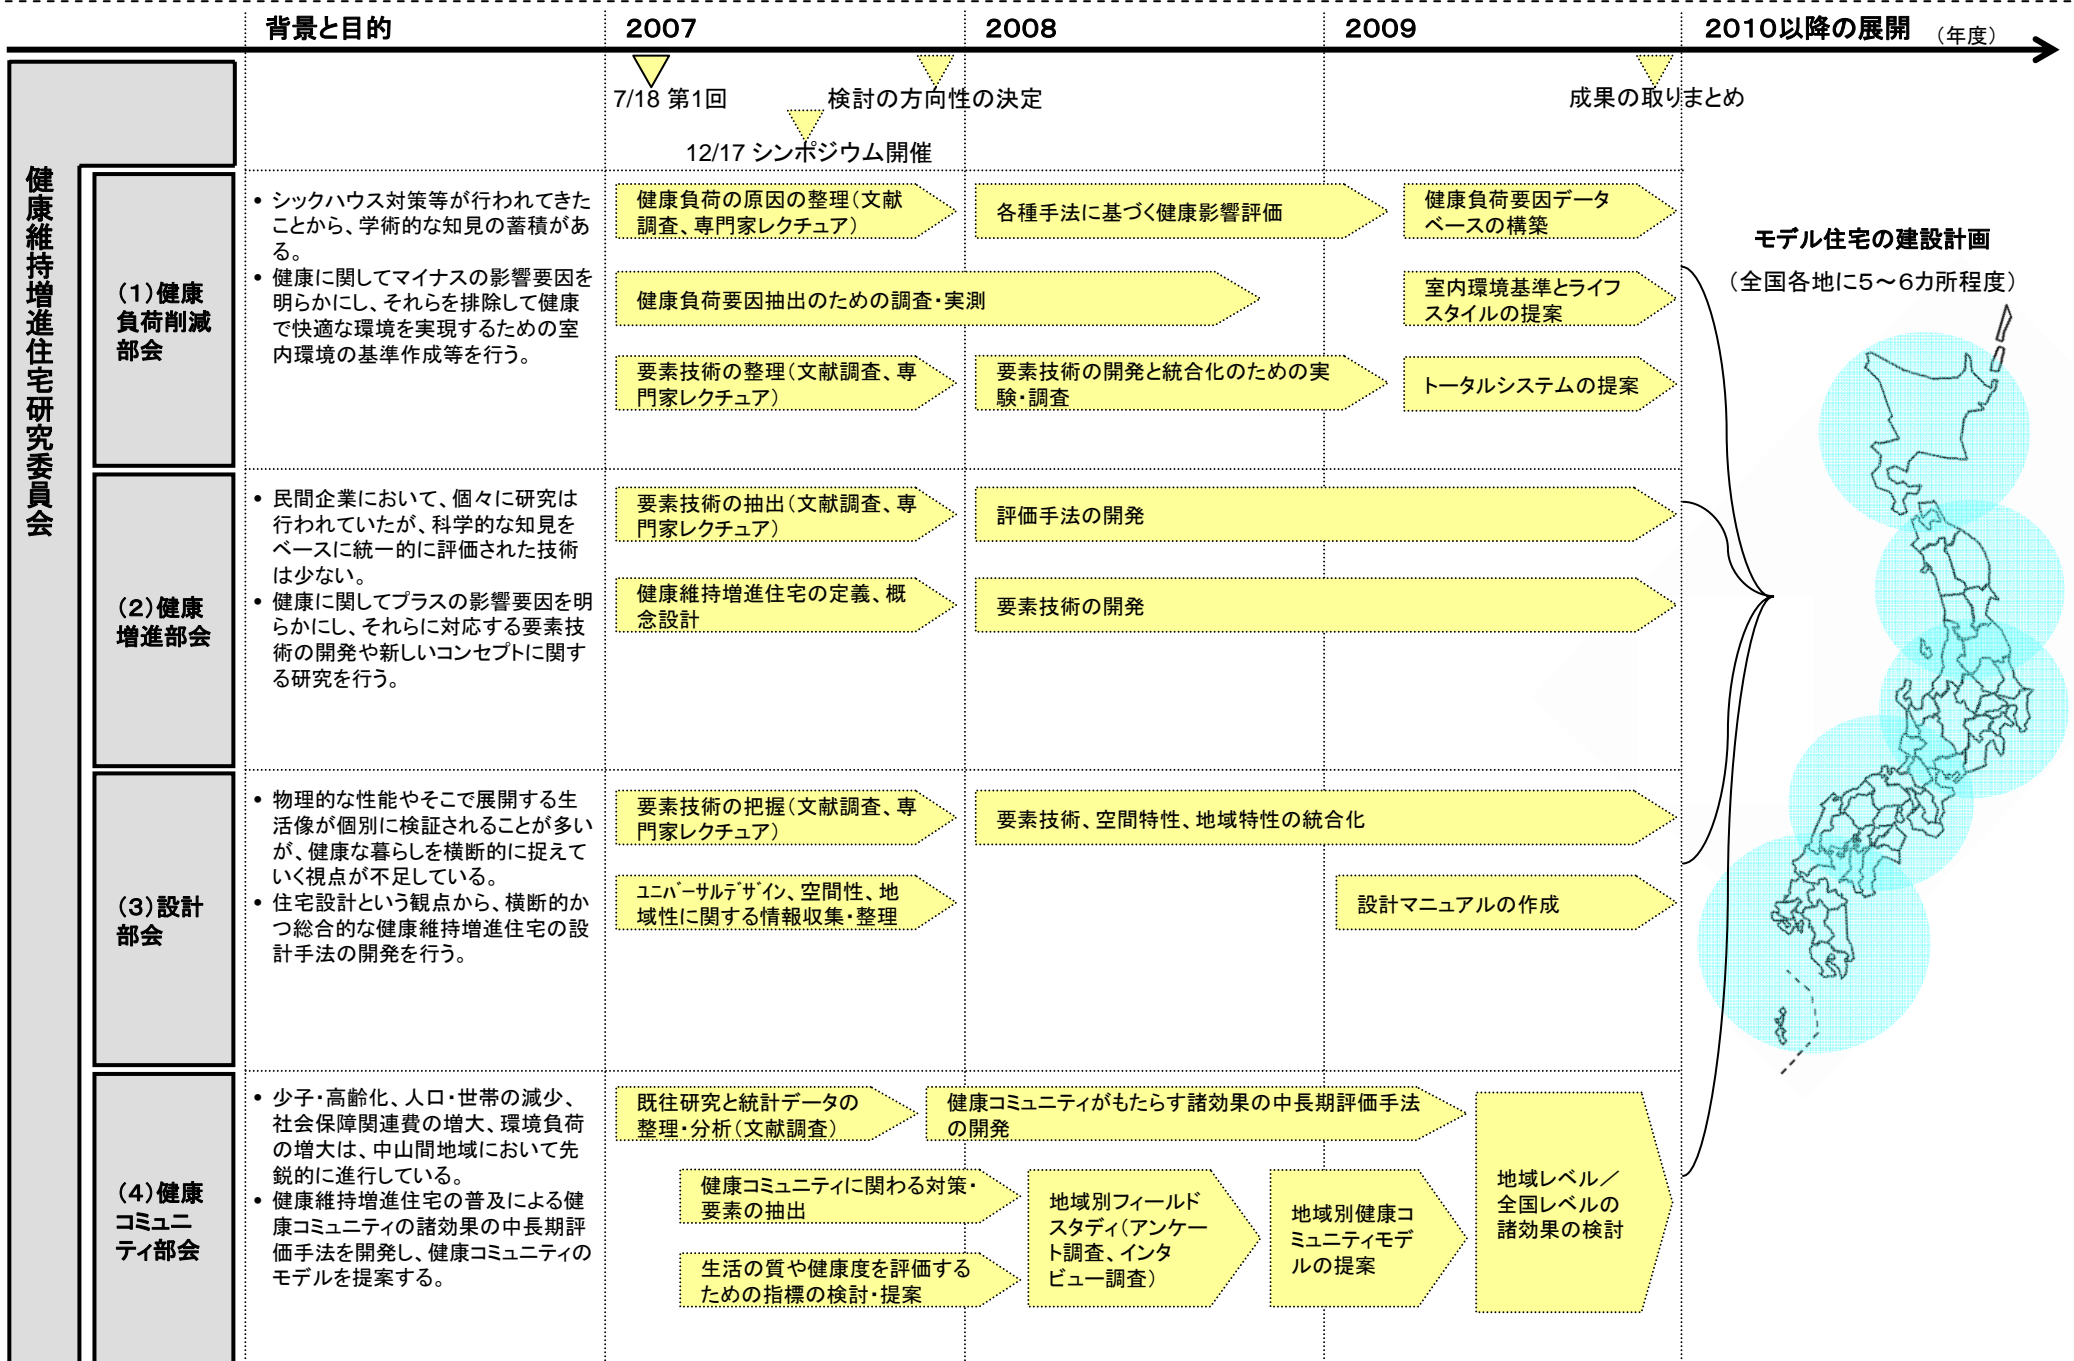 背景と目的
2007
2008
2009
2010以降の展開
（年度）
7/18 第1回
検討の方向性の決定
成果の取りまとめ
12/17 シンポジウム開催
健康維持増進住宅研究委員会
（1）健康
負荷削減
部会
• シックハウス対策等が行われてきた
ことから、学術的な知見の蓄積があ
る。
• 健康に関してマイナスの影響要因を
明らかにし、それらを排除して健康
で快適な環境を実現するための室
内環境の基準作成等を行う。
健康負荷の原因の整理（文献
調査、専門家レクチュア）
各種手法に基づく健康影響評価
健康負荷要因データ
ベースの構築
健康負荷要因抽出のための調査・実測
室内環境基準とライフ
スタイルの提案
要素技術の整理（文献調査、専
門家レクチュア）
要素技術の開発と統合化のための実
験・調査
トータルシステムの提案
（2）健康
増進部会
• 民間企業において、個々に研究は
行われていたが、科学的な知見を
ベースに統一的に評価された技術
は少ない。
• 健康に関してプラスの影響要因を明
らかにし、それらに対応する要素技
術の開発や新しいコンセプトに関す
る研究を行う。
要素技術の抽出（文献調査、専
門家レクチュア）
評価手法の開発
健康維持増進住宅の定義、概
念設計
要素技術の開発
（3）設計
部会
• 物理的な性能やそこで展開する生
活像が個別に検証されることが多い
が、健康な暮らしを横断的に捉えて
いく視点が不足している。
• 住宅設計という観点から、横断的か
つ総合的な健康維持増進住宅の設
計手法の開発を行う。
要素技術の把握（文献調査、専
門家レクチュア）
要素技術、空間特性、地域特性の統合化
ﾕﾆﾊﾞｰｻﾙﾃﾞｻﾞｲﾝ、空間性、地
域性に関する情報収集・整理
設計マニュアルの作成
（4）健康
コミュニ
ティ部会
• 少子・高齢化、人口・世帯の減少、
社会保障関連費の増大、環境負荷
の増大は、中山間地域において先
鋭的に進行している。
• 健康維持増進住宅の普及による健
康コミュニティの諸効果の中長期評
価手法を開発し、健康コミュニティの
モデルを提案する。
既往研究と統計データの
整理・分析（文献調査）
健康コミュニティがもたらす諸効果の中長期評価手法
の開発
健康コミュニティに関わる対策・
要素の抽出
生活の質や健康度を評価する
ための指標の検討・提案
地域別フィールド
スタディ（アンケー
ト調査、インタ
ビュー調査）
地域別健康コ
ミュニティモデ
ルの提案
地域レベル／
全国レベルの
諸効果の検討
モデル住宅の建設計画
（全国各地に5～6カ所程度）